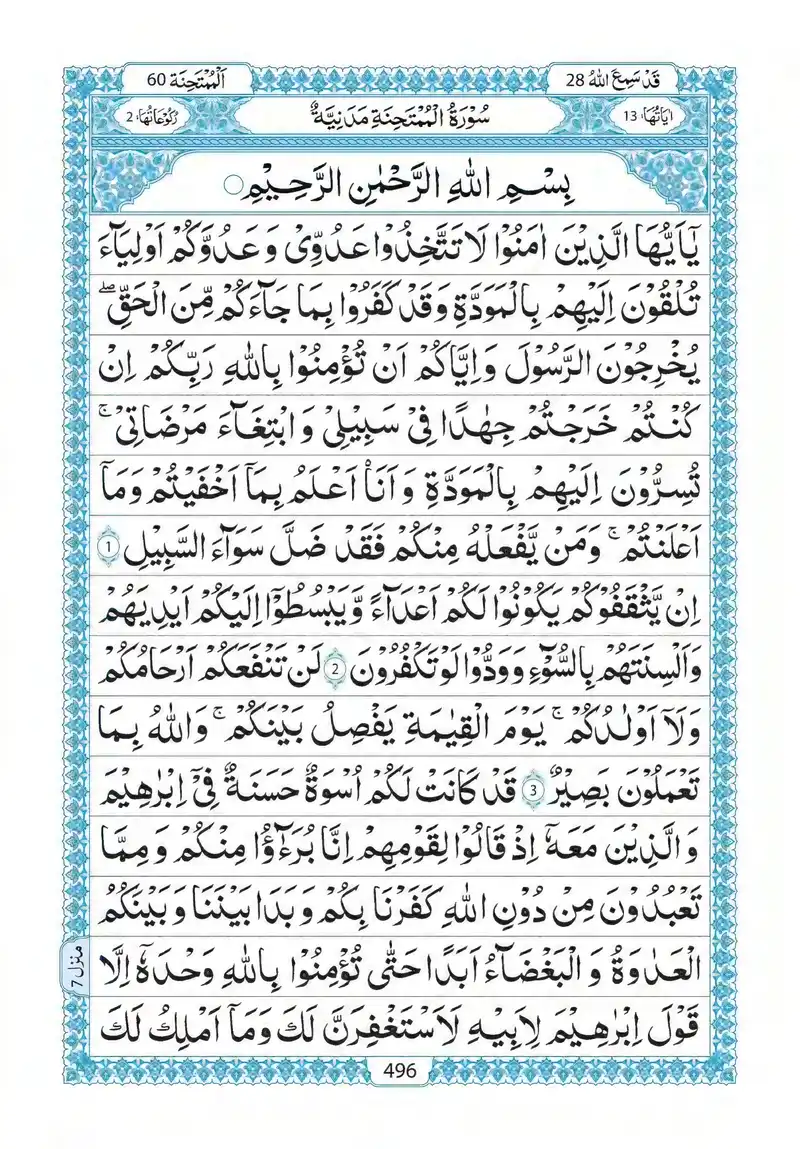 قَدۡ سَمِعَ اللّٰهُ 28
اَلۡمُمۡتَحِنَة 60
اٰیَاتُهَا: 13
سُوۡرَةُ الۡمُمۡتَحِنَةِ مَدَنِیَّةٌ
رُكُوۡعَاتُهَا: 2
بِسۡمِ اللّٰهِ الرَّحۡمٰنِ الرَّحِیۡمِ
یٰۤاَیُّهَا الَّذِیۡنَ اٰمَنُوۡا لَا تَتَّخِذُوۡا عَدُوِّیۡ وَ عَدُوَّكُمۡ اَوۡلِیَآءَ
تُلۡقُوۡنَ اِلَیۡهِمۡ بِالۡمَوَدَّةِ وَ قَدۡ كَفَرُوۡا بِمَا جَآءَكُمۡ مِّنَ الۡحَقِّ ۖ
یُخۡرِجُوۡنَ الرَّسُوۡلَ وَ اِیَّاكُمۡ اَنۡ تُؤۡمِنُوۡا بِاللّٰهِ رَبِّكُمۡ اِنۡ
كُنۡتُمۡ خَرَجۡتُمۡ جِهَادًا فِیۡ سَبِیۡلِیۡ وَ ابۡتِغَآءَ مَرۡضَاتِیۡ ۚ
تُسِرُّوۡنَ اِلَیۡهِمۡ بِالۡمَوَدَّةِ وَ اَنَا اَعۡلَمُ بِمَاۤ اَخۡفَیۡتُمۡ وَ مَاۤ
اَعۡلَنۡتُمۡ ۚ وَ مَنۡ یَّفۡعَلۡهُ مِنۡكُمۡ فَقَدۡ ضَلَّ سَوَآءَ السَّبِیۡلِ 1
اِنۡ یَّثۡقَفُوۡكُمۡ یَكُوۡنُوۡا لَكُمۡ اَعۡدَآءً وَّ یَبۡسُطُوۡۤا اِلَیۡكُمۡ اَیۡدِیَهُمۡ
وَ اَلۡسِنَتَهُمۡ بِالسُّوۡٓءِ وَ وَدُّوۡا لَوۡ تَكۡفُرُوۡنَ 2 لَنۡ تَنۡفَعَكُمۡ اَرۡحَامُكُمۡ
وَ لَاۤ اَوۡلَادُكُمۡ ۚ یَوۡمَ الۡقِیٰمَةِ یَفۡصِلُ بَیۡنَكُمۡ ۚ وَ اللّٰهُ بِمَا
تَعۡمَلُوۡنَ بَصِیۡرٌ 3 قَدۡ كَانَتۡ لَكُمۡ اُسۡوَةٌ حَسَنَةٌ فِیۡۤ اِبۡرٰهِیۡمَ
وَ الَّذِیۡنَ مَعَهٗۤ اِذۡ قَالُوۡا لِقَوۡمِهِمۡ اِنَّا بُرَءٰٓؤُا مِنۡكُمۡ وَ مِمَّا
تَعۡبُدُوۡنَ مِنۡ دُوۡنِ اللّٰهِ كَفَرۡنَا بِكُمۡ وَ بَدَا بَیۡنَنَا وَ بَیۡنَكُمُ
الۡعَدَاوَةُ وَ الۡبَغۡضَآءُ اَبَدًا حَتّٰی تُؤۡمِنُوۡا بِاللّٰهِ وَحۡدَهٗۤ اِلَّا
قَوۡلَ اِبۡرٰهِیۡمَ لِاَبِیۡهِ لَاَسۡتَغۡفِرَنَّ لَكَ وَ مَاۤ اَمۡلِكُ لَكَ
منزل 7
496